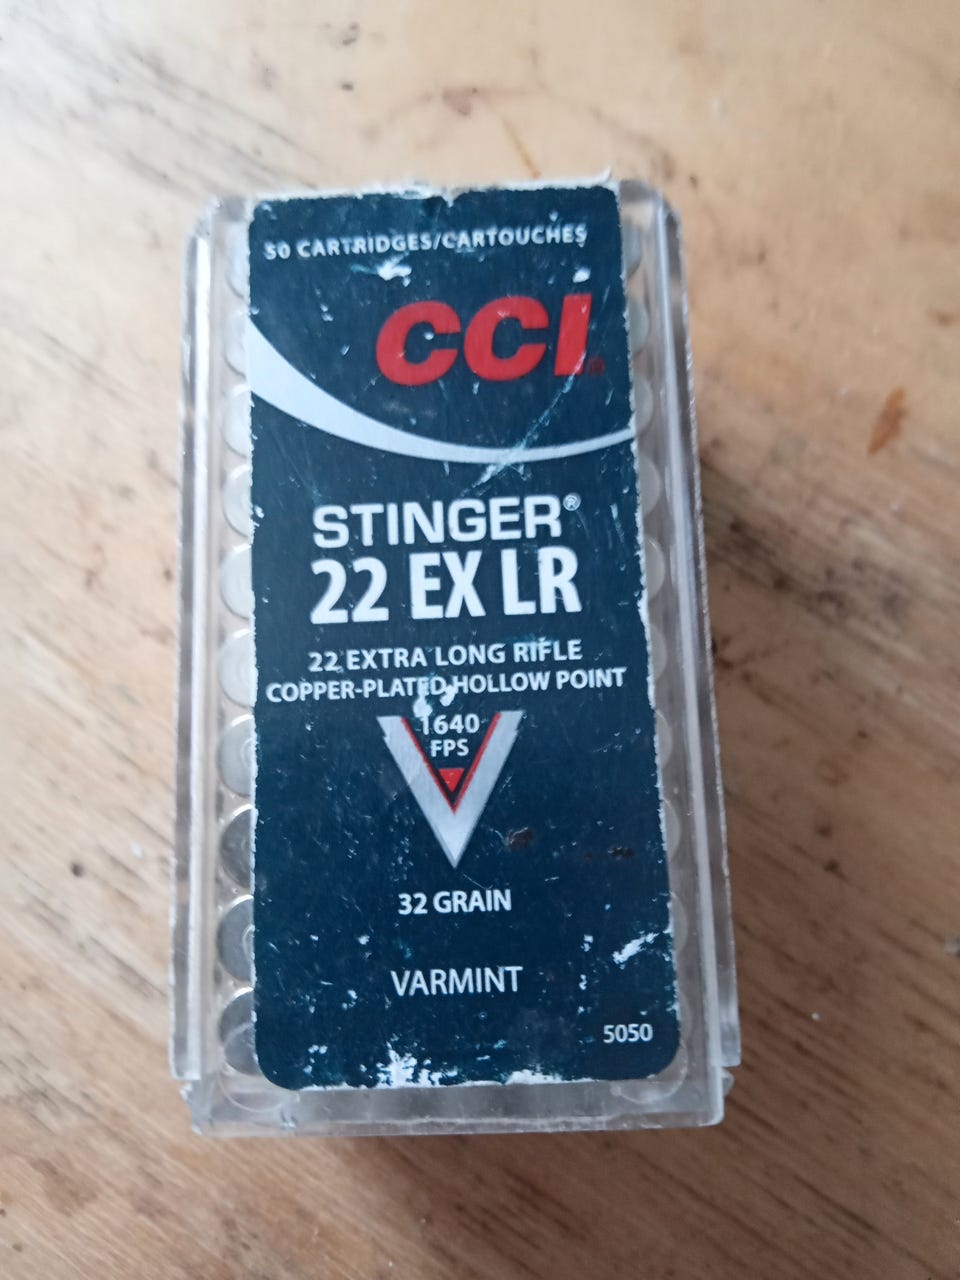 50 CARTRIDGES/CARTOUCHES
CCI®
STINGER®
22 EX LR
22 EXTRA LONG RIFLE
COPPER-PLATED HOLLOW POINT
1640
FPS
32 GRAIN
VARMINT
5050